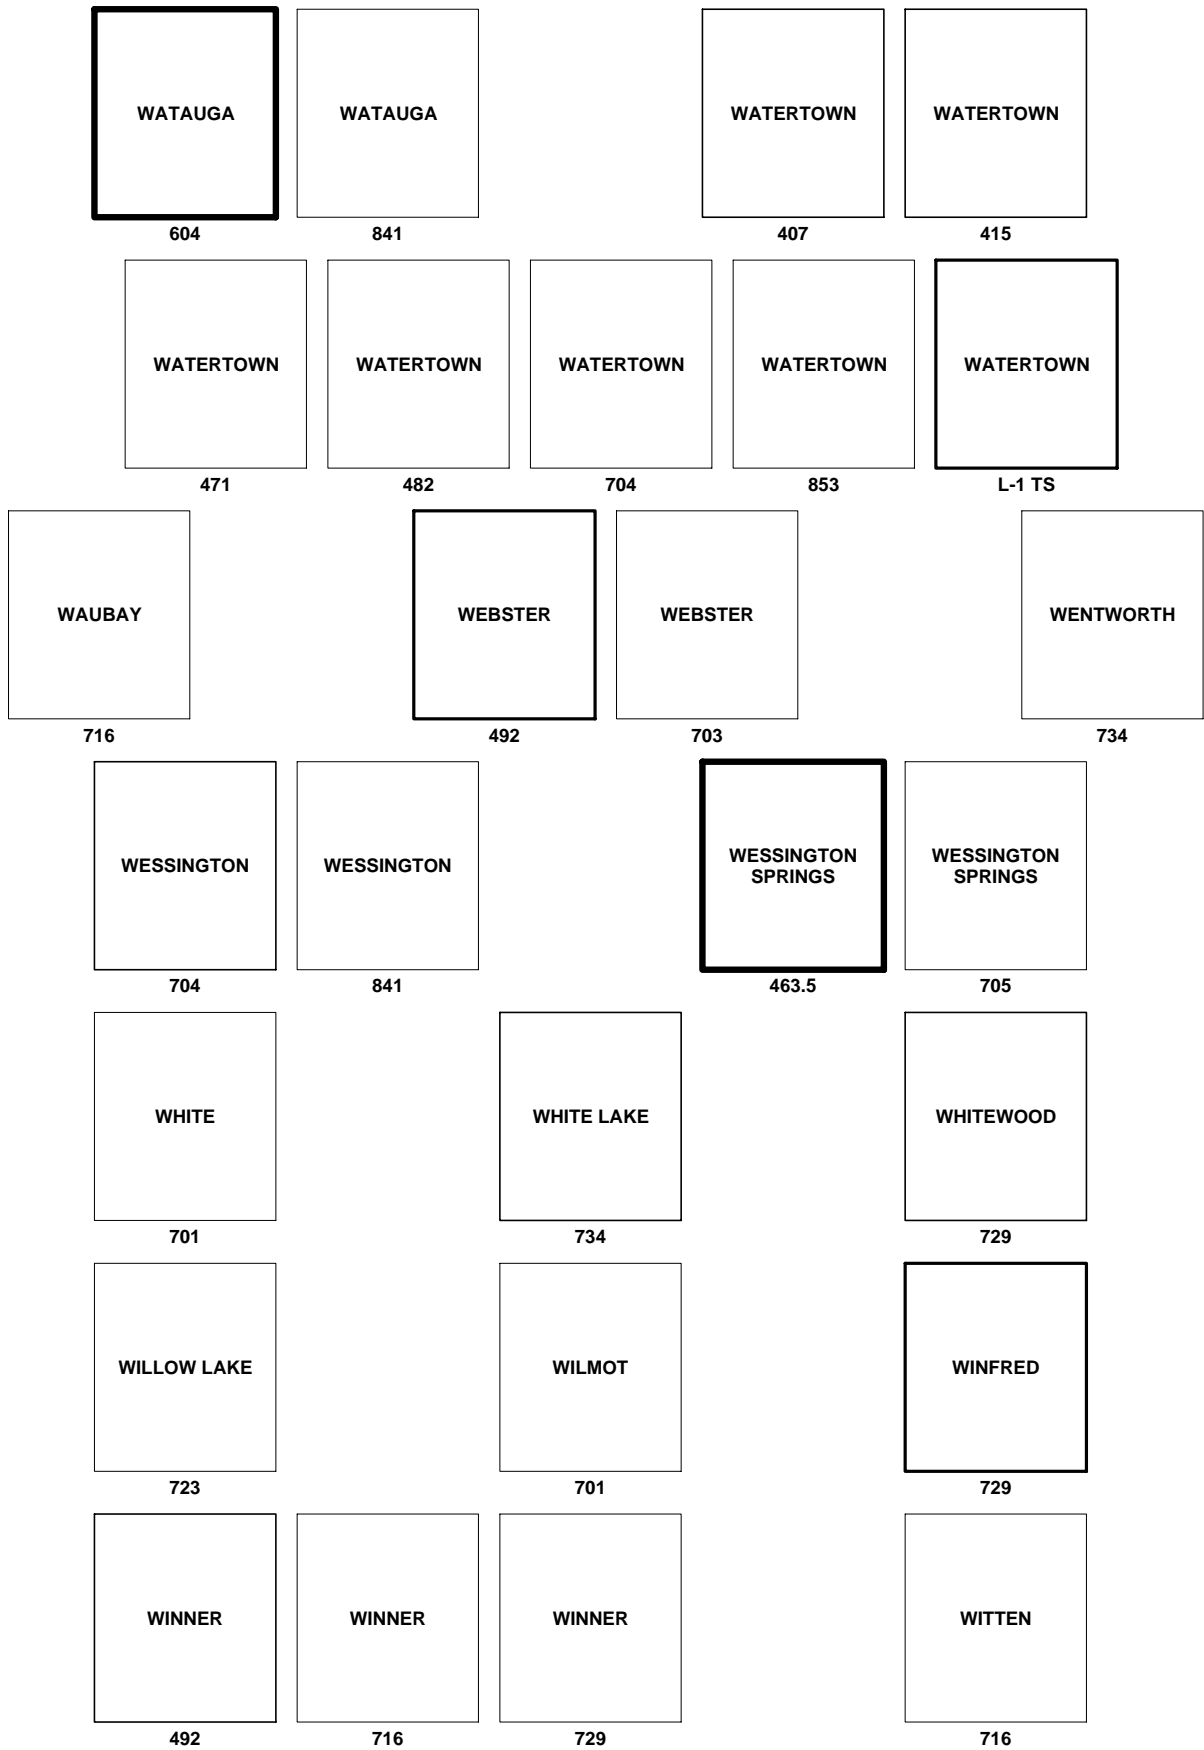 WATAUGA WATAUGA WATERTOWN WATERTOWN
604 841 407 415
WATERTOWN WATERTOWN WATERTOWN WATERTOWN WATERTOWN
471 482 704 853 L-1 TS
WAUBAY WEBSTER WEBSTER WENTWORTH
716 492 703 734
WESSINGTON WESSINGTON WESSINGTON SPRINGS WESSINGTON SPRINGS
704 841 463.5 705
WHITE WHITE LAKE WHITEWOOD
701 734 729
WILLOW LAKE WILMOT WINFRED
723 701 729
WINNER WINNER WINNER WITTEN
492 716 729 716